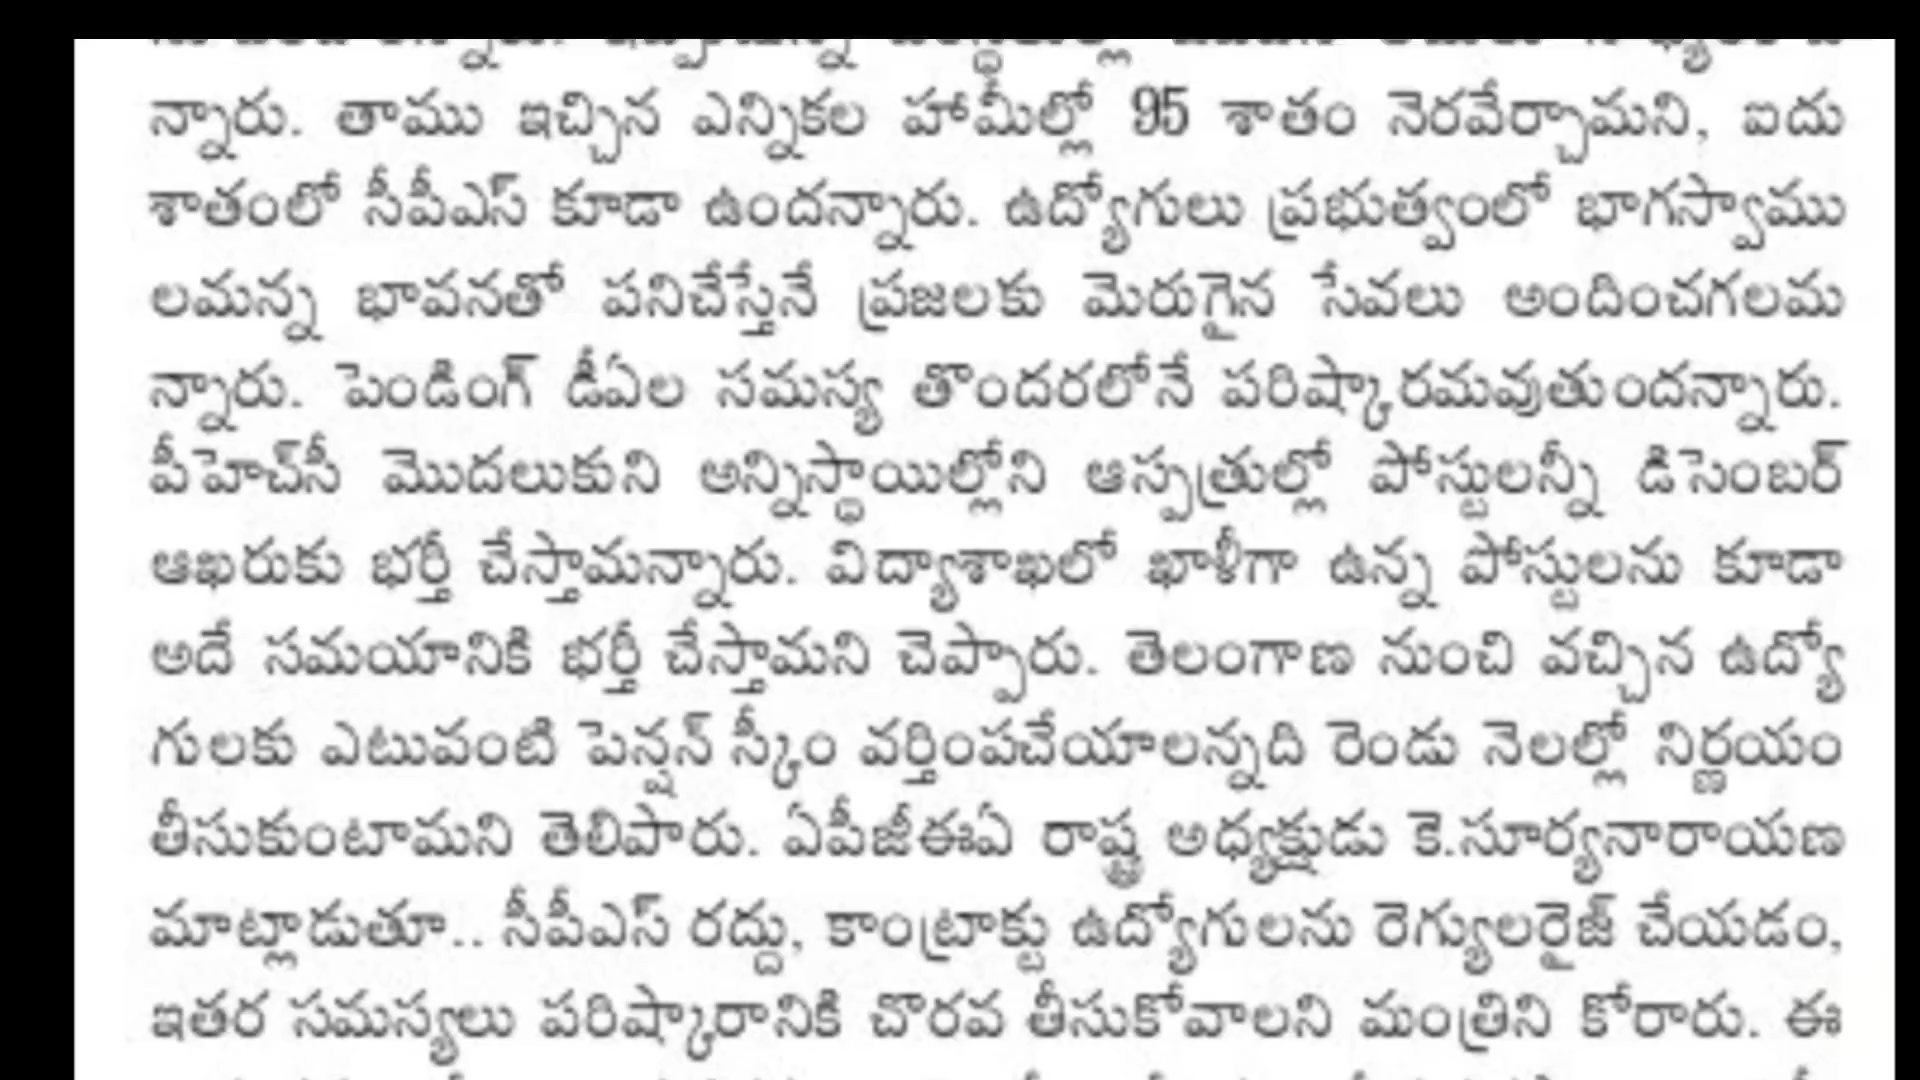 న్నారు. తాము ఇచ్చిన ఎన్నికల హామీల్లో 95 శాతం నెరవేర్చామని, ఐదు
శాతంలో సీపీఎస్ కూడా ఉందన్నారు. ఉద్యోగులు ప్రభుత్వంలో భాగస్వాము
లమన్న భావనతో పనిచేస్తేనే ప్రజలకు మెరుగైన సేవలు అందించగలమ
న్నారు. పెండింగ్ డీఏల సమస్య తొందరలోనే పరిష్కారమవుతుందన్నారు.
పీహెచ్‌సీ మొదలుకుని అన్నిస్థాయిల్లోని ఆస్పత్రుల్లో పోస్టులన్నీ డిసెంబర్
ఆఖరుకు భర్తీ చేస్తామన్నారు. విద్యాశాఖలో ఖాళీగా ఉన్న పోస్టులను కూడా
అదే సమయానికి భర్తీ చేస్తామని చెప్పారు. తెలంగాణ నుంచి వచ్చిన ఉద్యో
గులకు ఎటువంటి పెన్షన్ స్కీం వర్తింపచేయాలన్నది రెండు నెలల్లో నిర్ణయం
తీసుకుంటామని తెలిపారు. ఏపీజీఈఏ రాష్ట్ర అధ్యక్షుడు కె.సూర్యనారాయణ
మాట్లాడుతూ.. సీపీఎస్ రద్దు, కాంట్రాక్టు ఉద్యోగులను రెగ్యులరైజ్ చేయడం,
ఇతర సమస్యలు పరిష్కారానికి చొరవ తీసుకోవాలని మంత్రిని కోరారు. ఈ